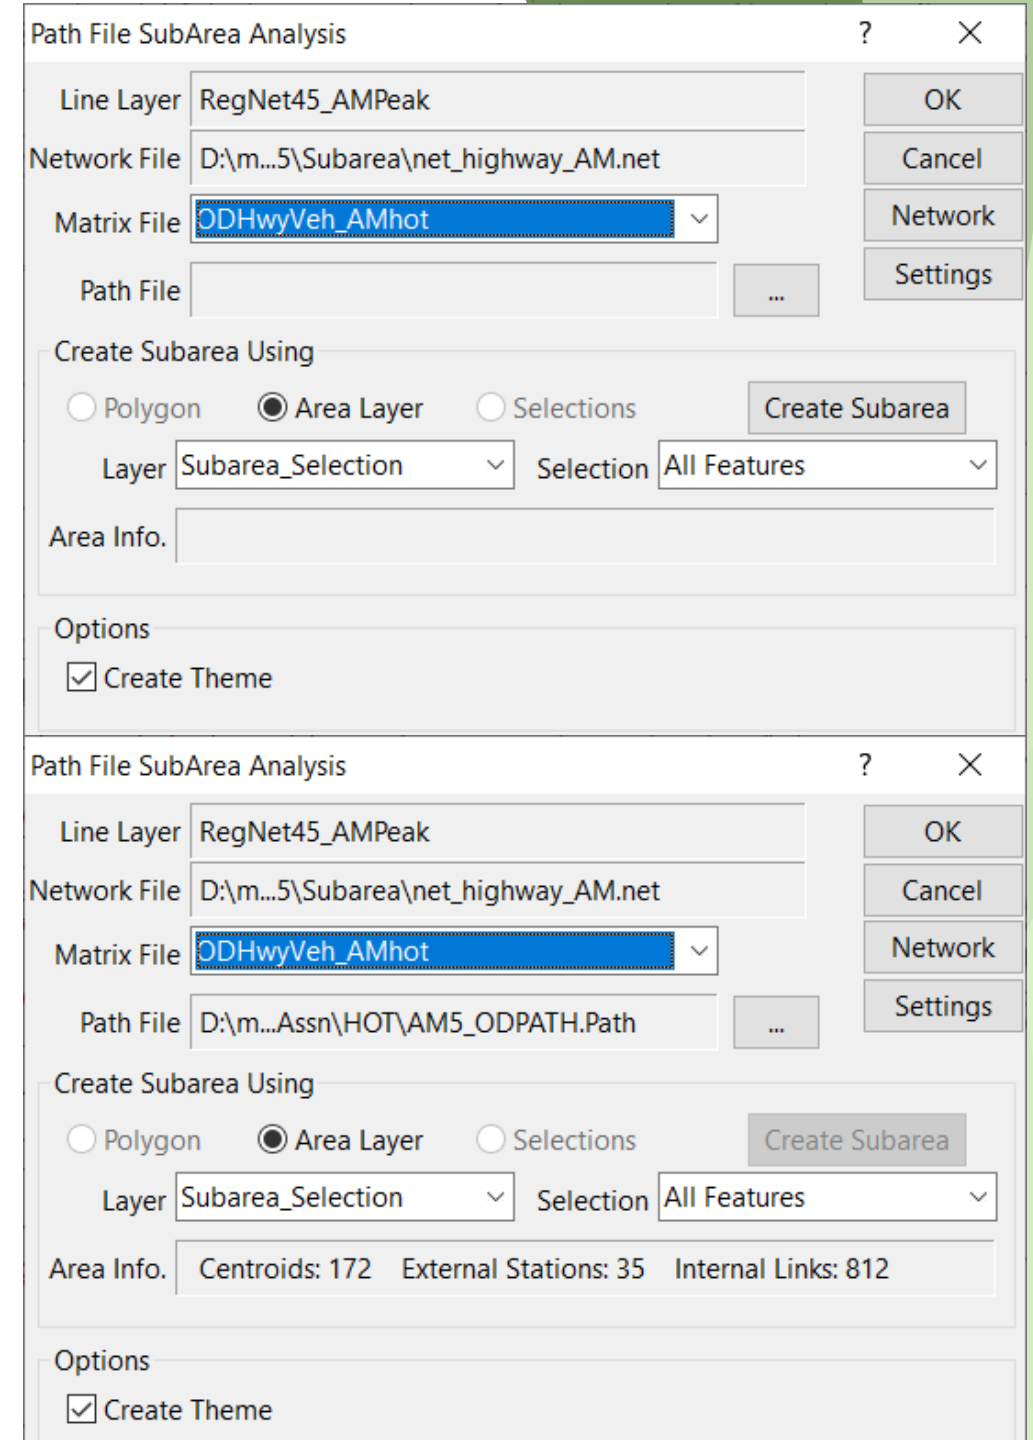 Path File SubArea Analysis ? ×
Line Layer RegNet45_AMPeak OK
Network File D:\m...5\Subarea\net_highway_AM.net Cancel
Matrix File ODHwyVeh_AMhot Network
Path File ... Settings
Create Subarea Using
Polygon Area Layer Selections Create Subarea
Layer Subarea_Selection Selection All Features
Area Info.
Options
Create Theme
Path File SubArea Analysis ? ×
Line Layer RegNet45_AMPeak OK
Network File D:\m...5\Subarea\net_highway_AM.net Cancel
Matrix File ODHwyVeh_AMhot Network
Path File D:\m...Assn\HOT\AM5_ODPATH.Path ... Settings
Create Subarea Using
Polygon Area Layer Selections Create Subarea
Layer Subarea_Selection Selection All Features
Area Info. Centroids: 172 External Stations: 35 Internal Links: 812
Options
Create Theme